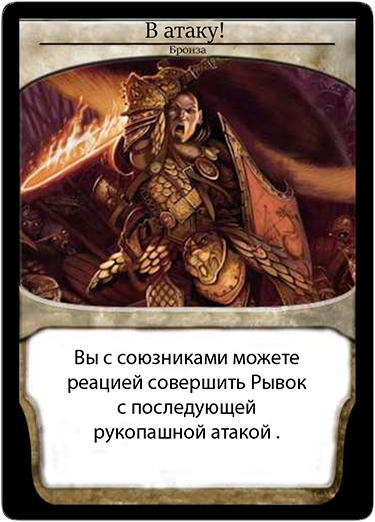 В атаку!
Бронза
Вы с союзниками можете
реацией совершить Рывок
с последующей
рукопашной атакой .